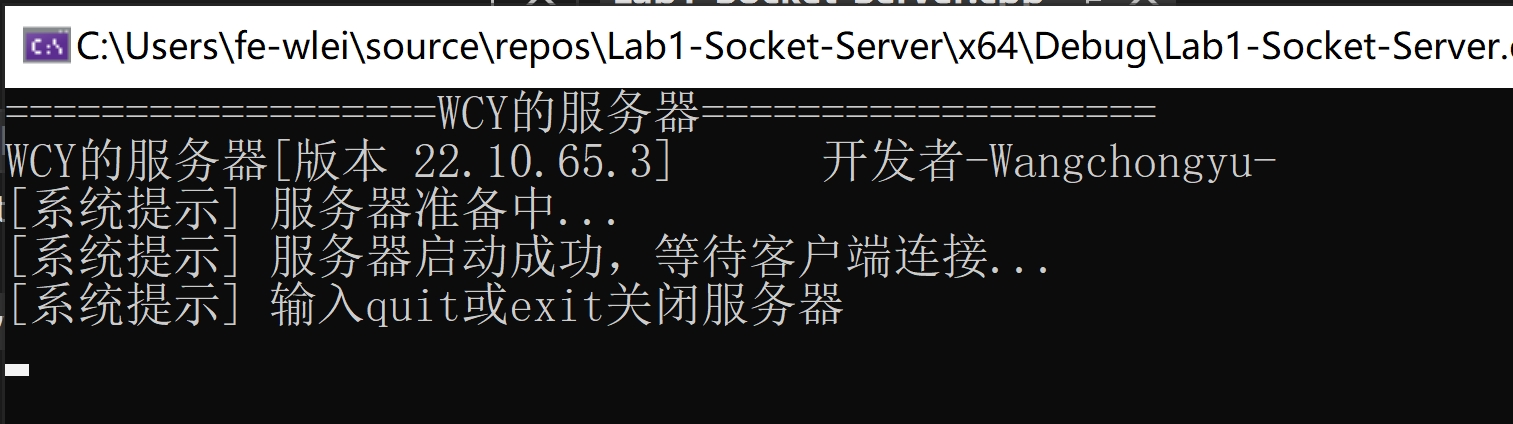 C:\Users\fe-wlei\source\repos\Lab1-Socket-Server\x64\Debug\Lab1-Socket-Server.
==================WCY的服务器===================
WCY的服务器[版本 22.10.65.3]      开发者-Wangchongyu-
[系统提示] 服务器准备中...
[系统提示] 服务器启动成功，等待客户端连接...
[系统提示] 输入quit或exit关闭服务器